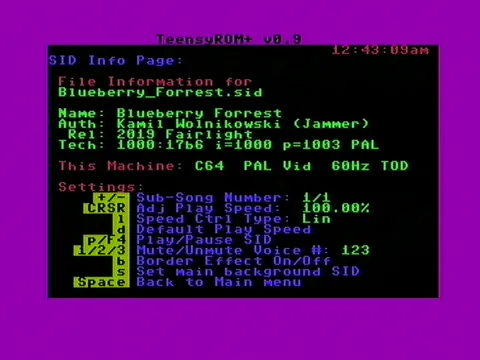 TeensyROM+ v0.9
12:43:09am
SID Info Page:
File Information for
Blueberry_Forrest.sid
Name: Blueberry Forrest
Auth: Kamil Wolnikowski (Jammer)
Rel: 2019 Fairlight
Tech: 1000:17b6 i=1000 p=1003 PAL
This Machine: C64 PAL Vid 60Hz TOD
Settings:
+/- Sub-Song Number: 1/1
CRSR Adj Play Speed: 100.00%
l Speed Ctrl Type: Lin
d Default Play Speed
p/F4 Play/Pause SID
1/2/3 Mute/Unmute Voice #: 123
b Border Effect On/Off
s Set main background SID
Space Back to Main menu